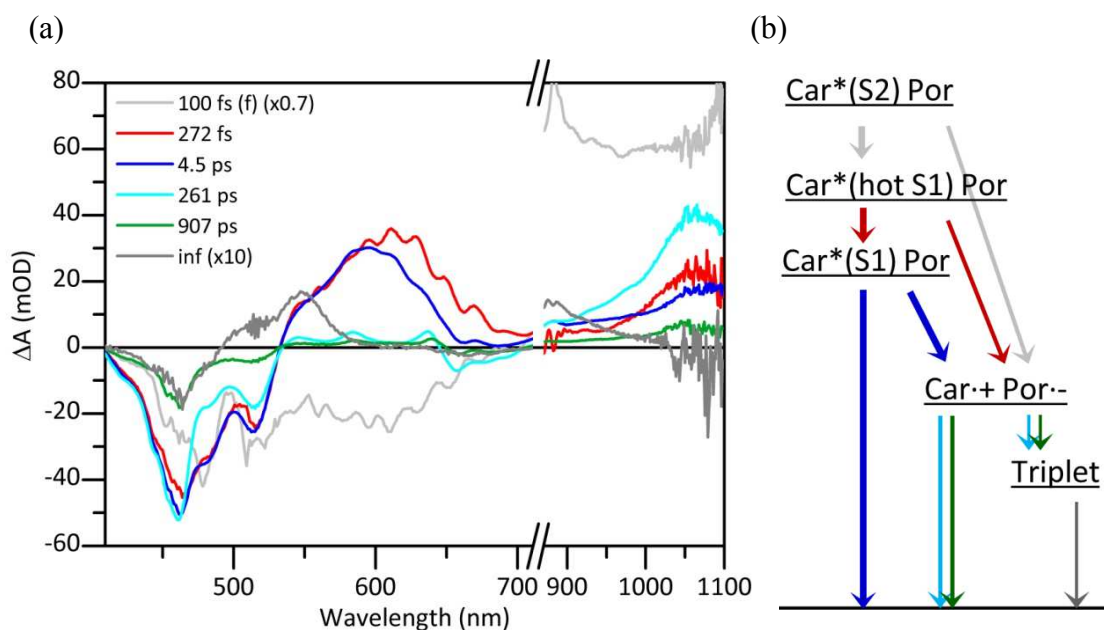 (a)
(b)
80
60
40
20
0
-20
-40
-60
ΔA (mOD)
100 fs (f) (x0.7)
272 fs
4.5 ps
261 ps
907 ps
inf (x10)
500
600
700
900
1000
1100
Wavelength (nm)
Car*(S2) Por
Car*(hot S1) Por
Car*(S1) Por
Car·+ Por·-
Triplet